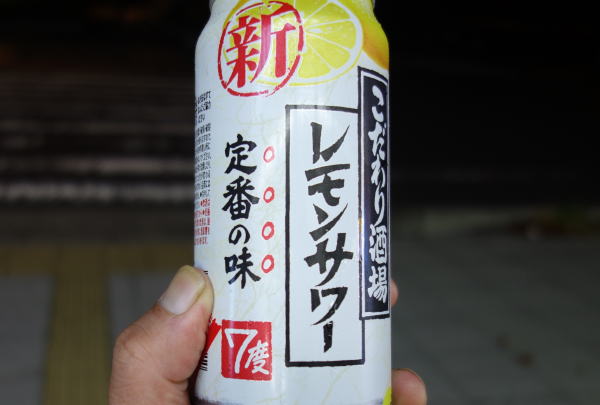 新
こだわり酒場
レモンサワー
定番の味
7度